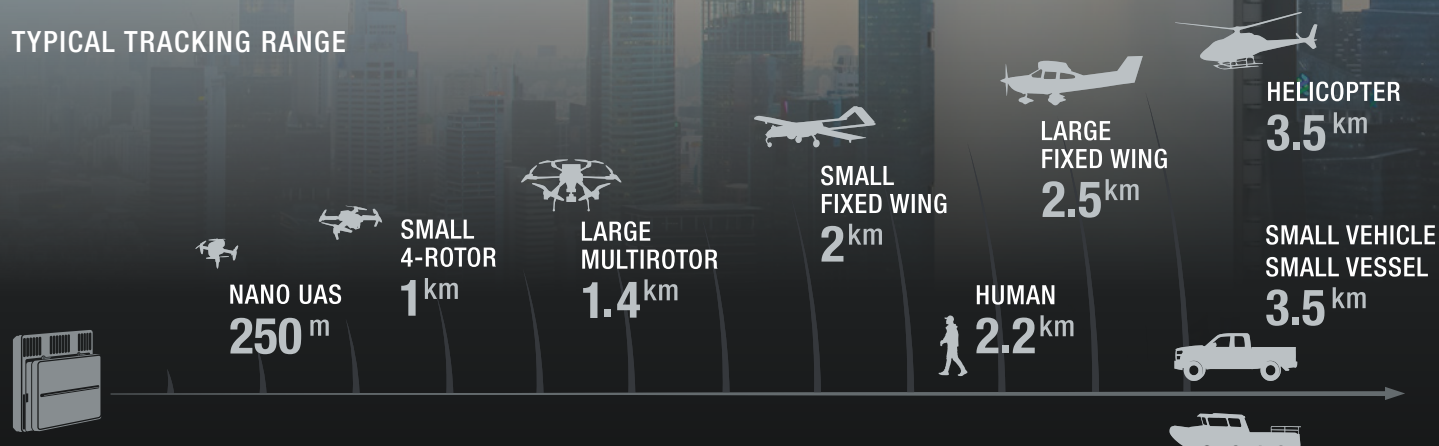 TYPICAL TRACKING RANGE
NANO UAS
250 m
SMALL
4-ROTOR
1 km
LARGE
MULTIROTOR
1.4 km
SMALL
FIXED WING
2 km
HUMAN
2.2 km
LARGE
FIXED WING
2.5 km
HELICOPTER
3.5 km
SMALL VEHICLE
SMALL VESSEL
3.5 km